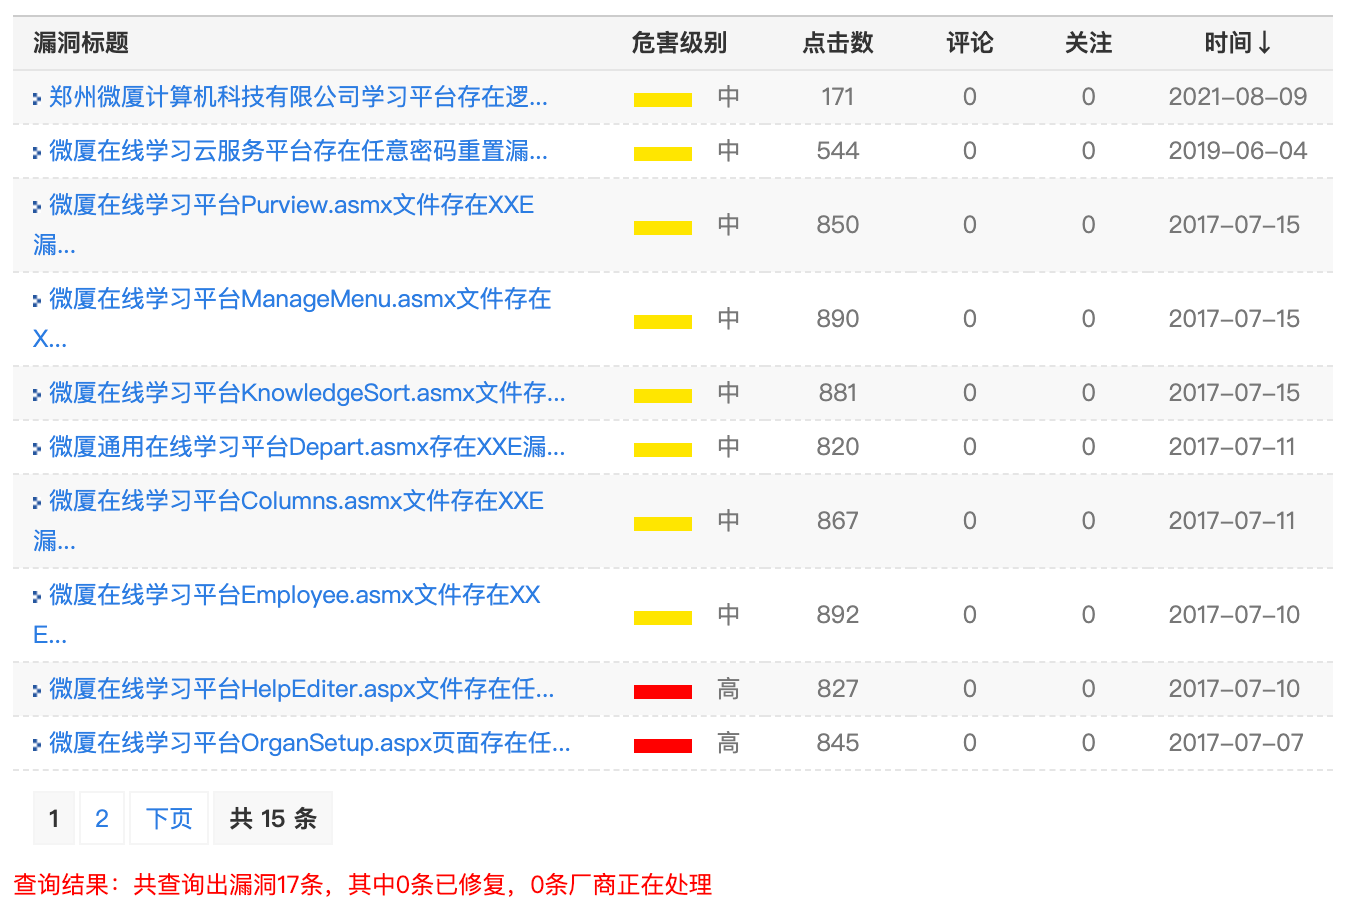 漏洞标题 危害级别 点击数 评论 关注 时间↓
郑州微厦计算机科技有限公司学习平台存在逻... 中 171 0 0 2021-08-09
微厦在线学习云服务平台存在任意密码重置漏... 中 544 0 0 2019-06-04
微厦在线学习平台Purview.asmx文件存在XXE
漏... 中 850 0 0 2017-07-15
微厦在线学习平台ManageMenu.asmx文件存在
X... 中 890 0 0 2017-07-15
微厦在线学习平台KnowledgeSort.asmx文件存... 中 881 0 0 2017-07-15
微厦通用在线学习平台Depart.asmx存在XXE漏... 中 820 0 0 2017-07-11
微厦在线学习平台Columns.asmx文件存在XXE
漏... 中 867 0 0 2017-07-11
微厦在线学习平台Employee.asmx文件存在XX
E... 中 892 0 0 2017-07-10
微厦在线学习平台HelpEditer.aspx文件存在任... 高 827 0 0 2017-07-10
微厦在线学习平台OrganSetup.aspx页面存在任... 高 845 0 0 2017-07-07
1 2 下页 共 15 条
查询结果：共查询出漏洞17条，其中0条已修复，0条厂商正在处理